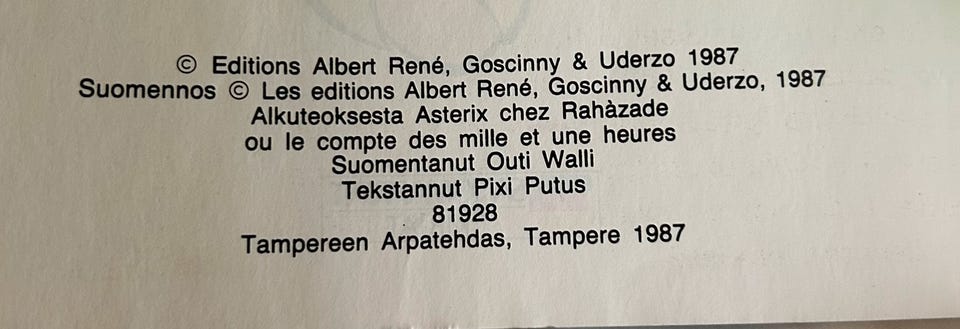 © Editions Albert René, Goscinny & Uderzo 1987
Suomennos © Les editions Albert René, Goscinny & Uderzo, 1987
Alkuteoksesta Asterix chez Rahàzade
ou le compte des mille et une heures
Suomentanut Outi Walli
Tekstannut Pixi Putus
81928
Tampereen Arpatehdas, Tampere 1987